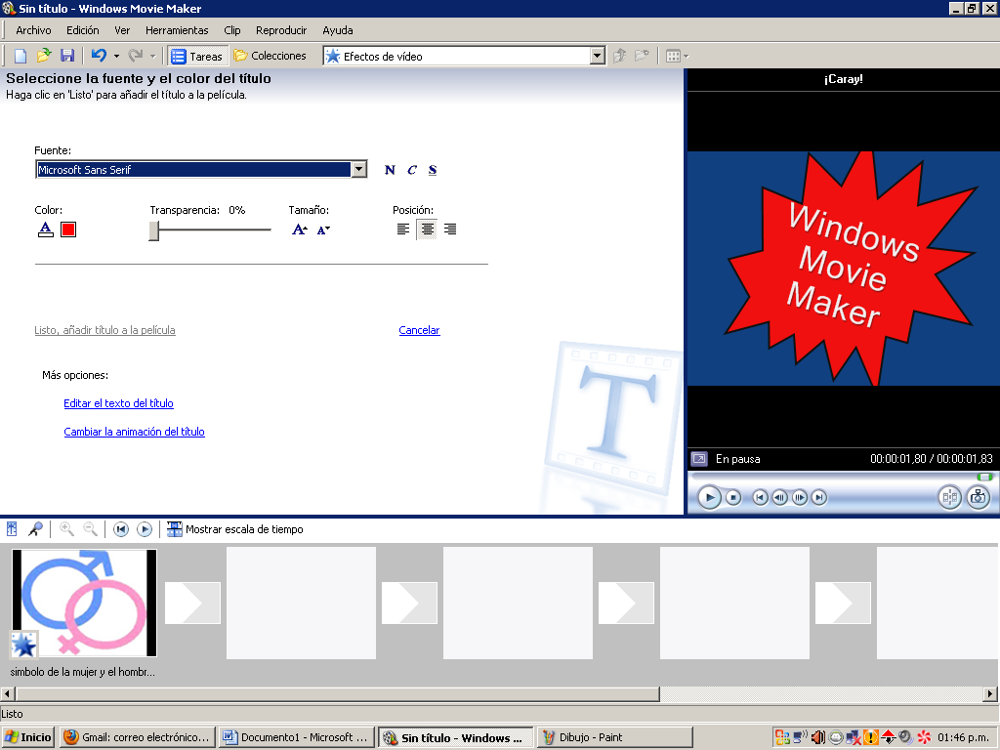 Sin título - Windows Movie Maker
Archivo Edición Ver Herramientas Clip Reproducir Ayuda
Tareas Colecciones Efectos de vídeo
Seleccione la fuente y el color del título
Haga clic en 'Listo' para añadir el título a la película.
Fuente:
Microsoft Sans Serif
N C S
Color: Transparencia: 0% Tamaño: Posición:
Listo, añadir título a la película
Cancelar
Más opciones:
Editar el texto del título
Cambiar la animación del título
¡Caray!
Windows
Movie
Maker
En pausa 00:00:01,80 / 00:00:01,83
Mostrar escala de tiempo
simbolo de la mujer y el hombr...
Listo
Inicio Gmail: correo electrónico... Documento1 - Microsoft ... Sin título - Windows ... Dibujo - Paint 01:46 p.m.